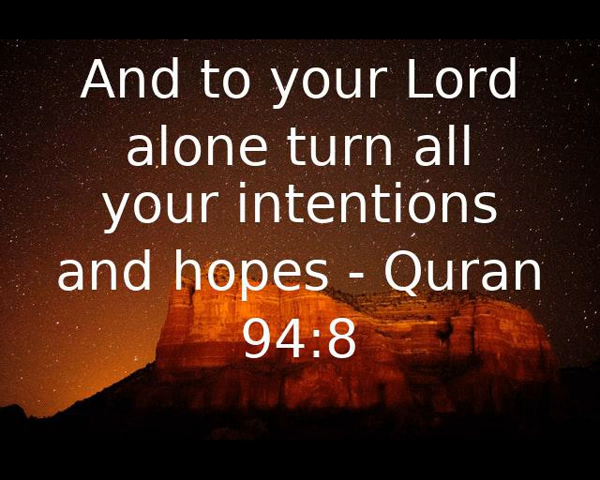 And to your Lord
alone turn all
your intentions
and hopes - Quran
94:8